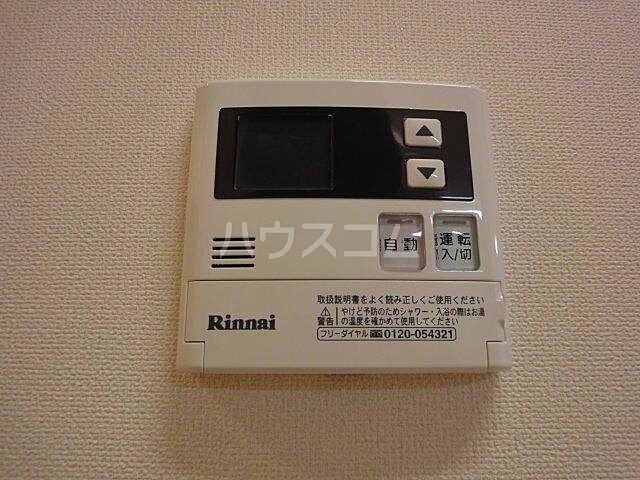 自動
運転
入/切
ハウスコム
Rinnai
取扱説明書をよく読み正しくご使用ください
警告
やけど予防のためシャワー・入浴の際はお湯
の温度を確かめて使用してください
フリーダイヤル 0120-054321